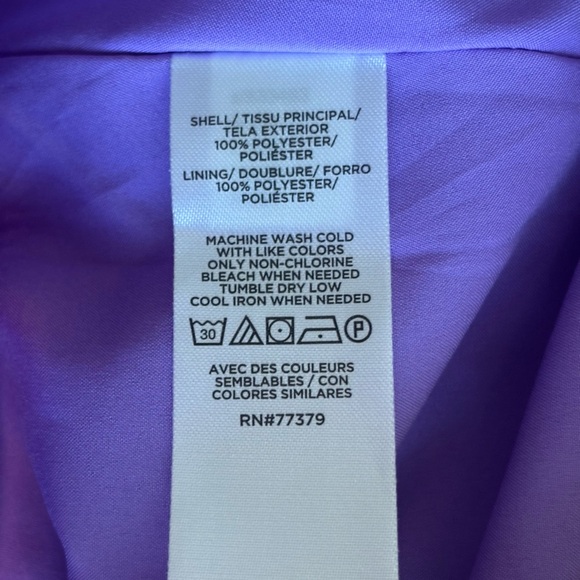 SHELL/ TISSU PRINCIPAL/
TELA EXTERIOR
100% POLYESTER/
POLIÉSTER
LINING/ DOUBLURE/ FORRO
100% POLYESTER/
POLIÉSTER
MACHINE WASH COLD
WITH LIKE COLORS
ONLY NON-CHLORINE
BLEACH WHEN NEEDED
TUMBLE DRY LOW
COOL IRON WHEN NEEDED
30 P
AVEC DES COULEURS
SEMBLABLES / CON
COLORES SIMILARES
RN#77379